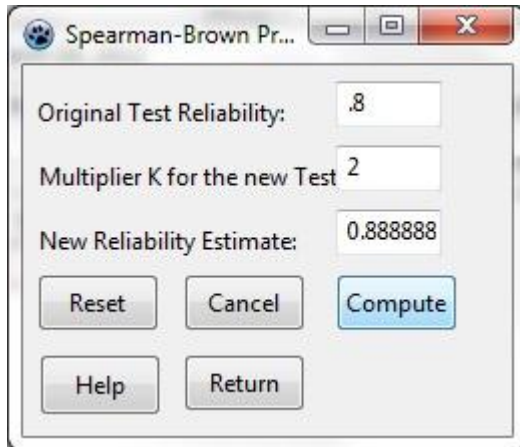 Spearman-Brown Pr...
Original Test Reliability: .8
Multiplier K for the new Test 2
New Reliability Estimate: 0.888888
Reset Cancel Compute
Help Return